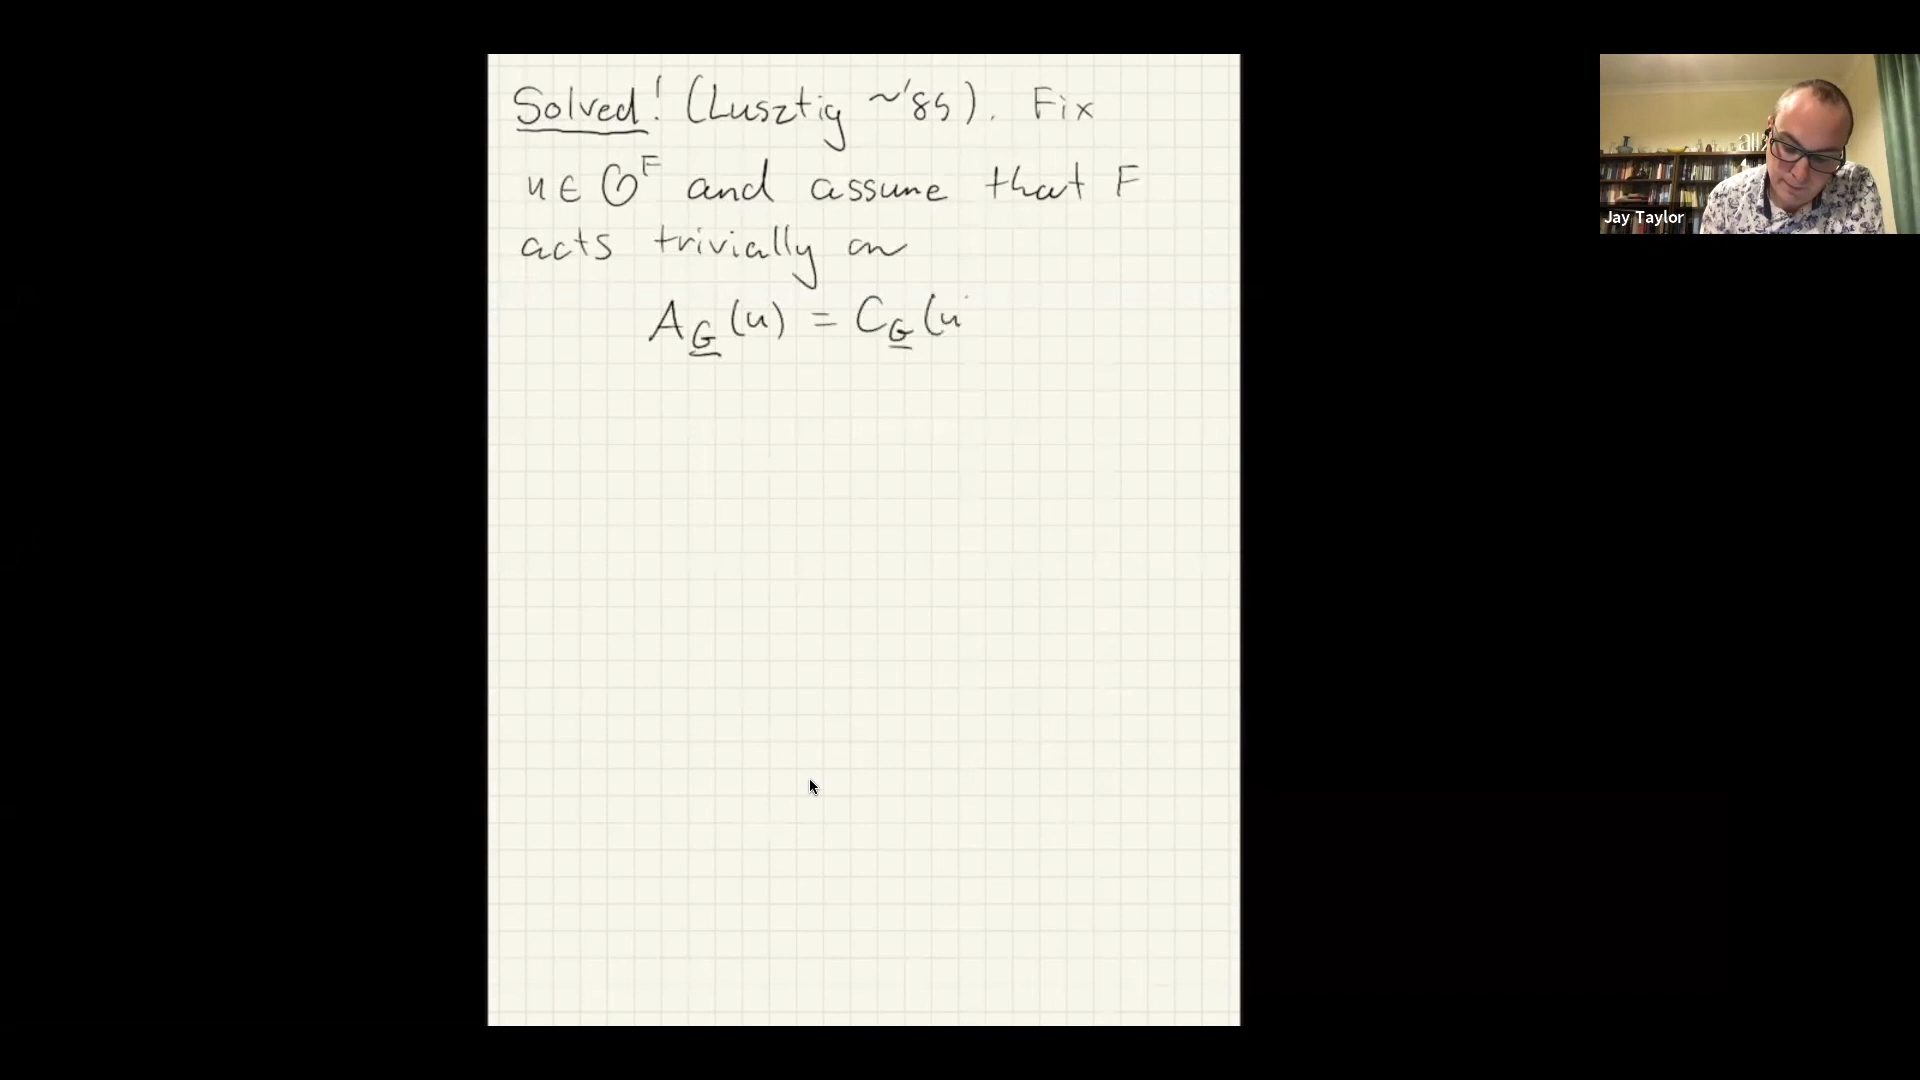 Solved! (Lusztig ~'85). Fix
u ∈ 𝒪^F and assume that F
acts trivially on
A_G (u) = C_G (u
Jay Taylor